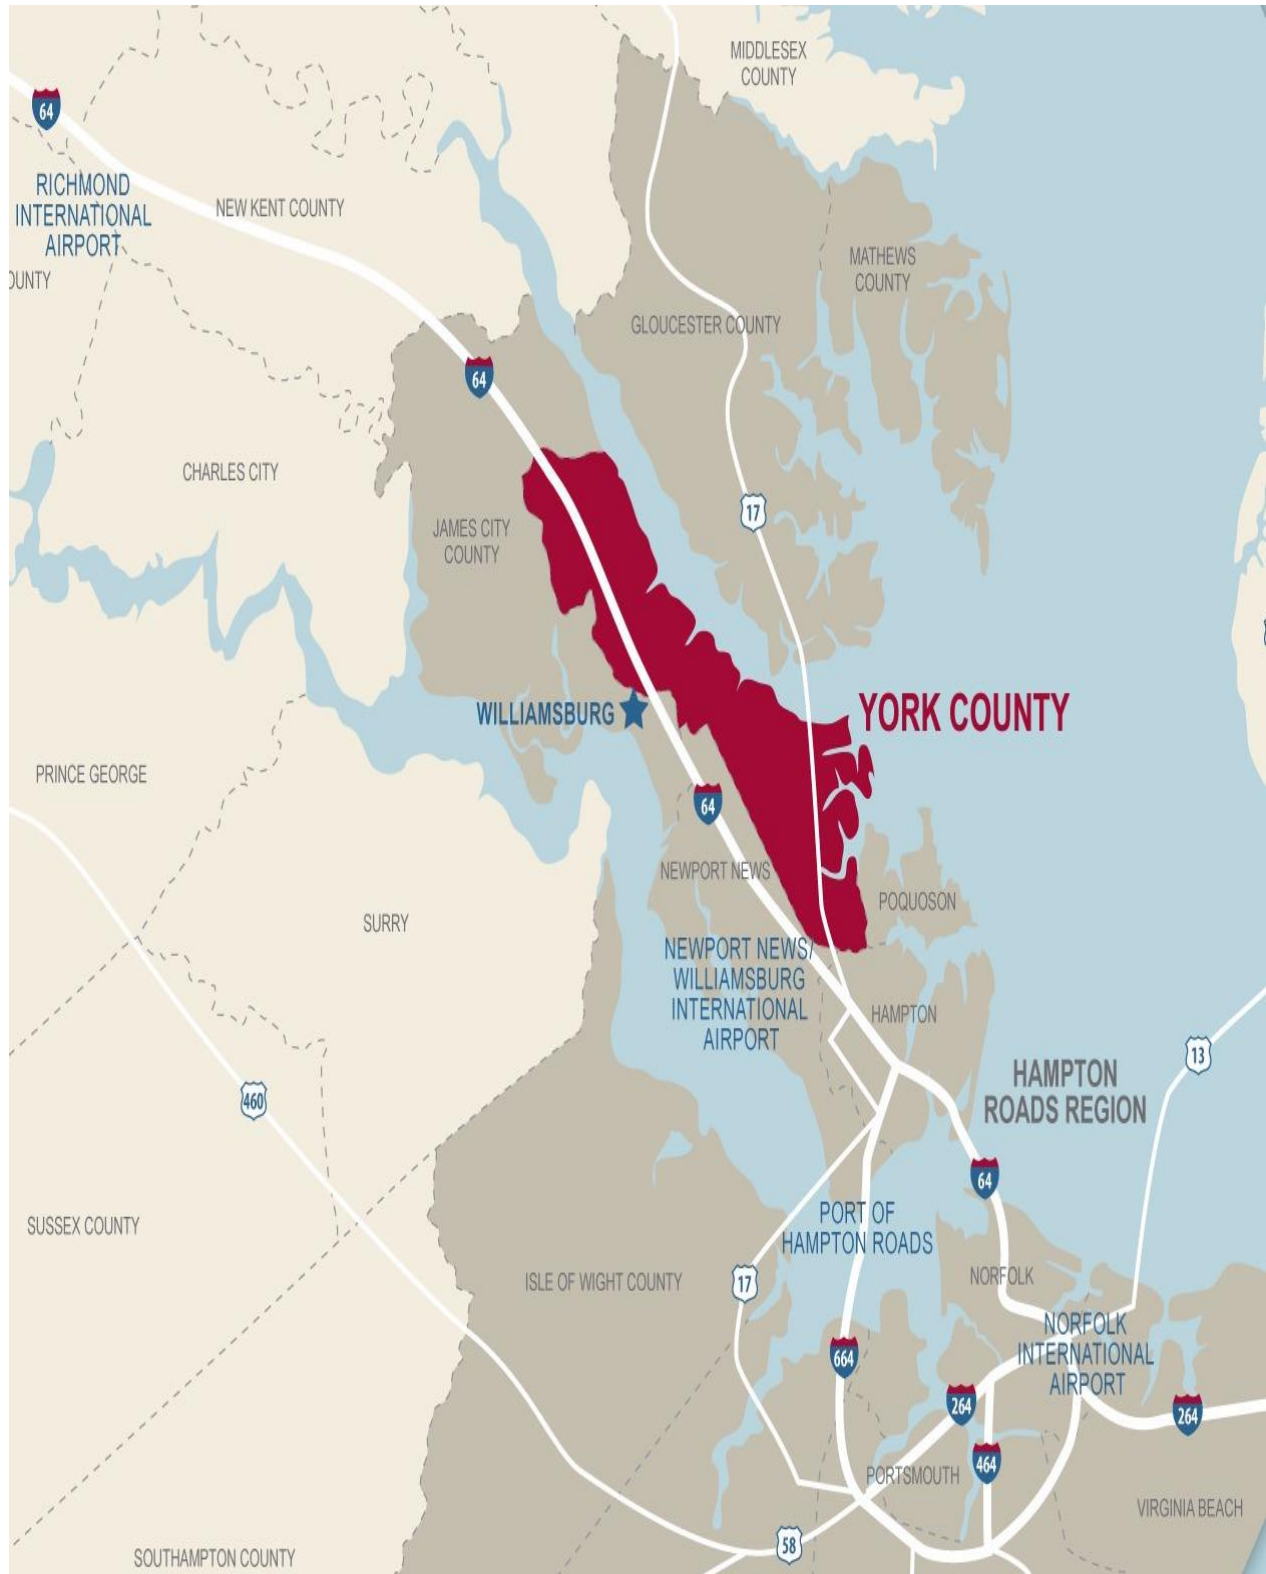 MIDDLESEX
COUNTY
64
RICHMOND
INTERNATIONAL
AIRPORT
NEW KENT COUNTY
OUNTY
MATHEWS
COUNTY
GLOUCESTER COUNTY
64
CHARLES CITY
JAMES CITY
COUNTY
17
WILLIAMSBURG
YORK COUNTY
PRINCE GEORGE
64
NEWPORT NEWS
POQUOSON
SURRY
NEWPORT NEWS/
WILLIAMSBURG
INTERNATIONAL
AIRPORT
HAMPTON
13
HAMPTON
ROADS REGION
460
64
SUSSEX COUNTY
PORT OF
HAMPTON ROADS
ISLE OF WIGHT COUNTY
17
NORFOLK
NORFOLK
INTERNATIONAL
AIRPORT
664
264
264
464
PORTSMOUTH
VIRGINIA BEACH
58
SOUTHAMPTON COUNTY